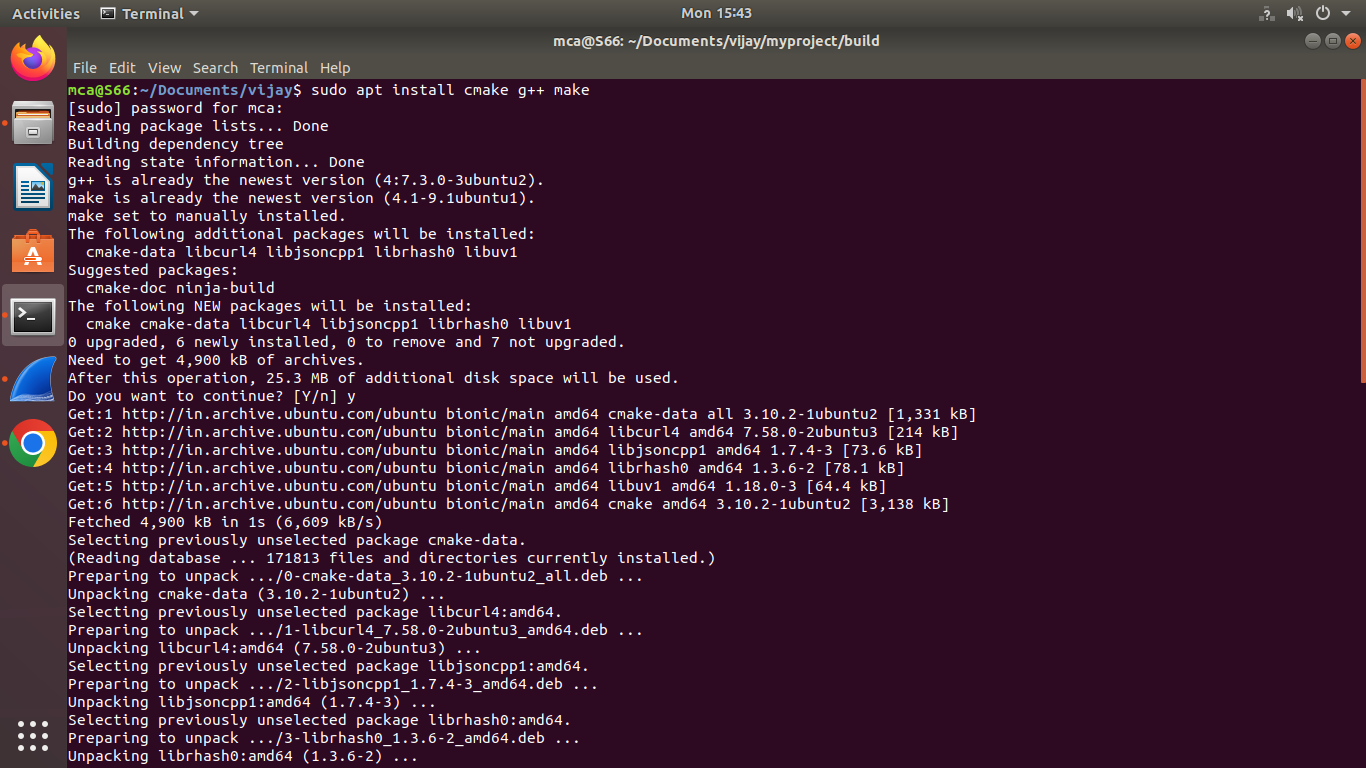 Activities Terminal Mon 15:43
mca@S66: ~/Documents/vijay/myproject/build
File Edit View Search Terminal Help
mca@S66:~/Documents/vijay$ sudo apt install cmake g++ make
[sudo] password for mca:
Reading package lists... Done
Building dependency tree
Reading state information... Done
g++ is already the newest version (4:7.3.0-3ubuntu2).
make is already the newest version (4.1-9.1ubuntu1).
make set to manually installed.
The following additional packages will be installed:
  cmake-data libcurl4 libjsoncpp1 librhash0 libuv1
Suggested packages:
  cmake-doc ninja-build
The following NEW packages will be installed:
  cmake cmake-data libcurl4 libjsoncpp1 librhash0 libuv1
0 upgraded, 6 newly installed, 0 to remove and 7 not upgraded.
Need to get 4,900 kB of archives.
After this operation, 25.3 MB of additional disk space will be used.
Do you want to continue? [Y/n] y
Get:1 http://in.archive.ubuntu.com/ubuntu bionic/main amd64 cmake-data all 3.10.2-1ubuntu2 [1,331 kB]
Get:2 http://in.archive.ubuntu.com/ubuntu bionic/main amd64 libcurl4 amd64 7.58.0-2ubuntu3 [214 kB]
Get:3 http://in.archive.ubuntu.com/ubuntu bionic/main amd64 libjsoncpp1 amd64 1.7.4-3 [73.6 kB]
Get:4 http://in.archive.ubuntu.com/ubuntu bionic/main amd64 librhash0 amd64 1.3.6-2 [78.1 kB]
Get:5 http://in.archive.ubuntu.com/ubuntu bionic/main amd64 libuv1 amd64 1.18.0-3 [64.4 kB]
Get:6 http://in.archive.ubuntu.com/ubuntu bionic/main amd64 cmake amd64 3.10.2-1ubuntu2 [3,138 kB]
Fetched 4,900 kB in 1s (6,609 kB/s)
Selecting previously unselected package cmake-data.
(Reading database ... 171813 files and directories currently installed.)
Preparing to unpack .../0-cmake-data_3.10.2-1ubuntu2_all.deb ...
Unpacking cmake-data (3.10.2-1ubuntu2) ...
Selecting previously unselected package libcurl4:amd64.
Preparing to unpack .../1-libcurl4_7.58.0-2ubuntu3_amd64.deb ...
Unpacking libcurl4:amd64 (7.58.0-2ubuntu3) ...
Selecting previously unselected package libjsoncpp1:amd64.
Preparing to unpack .../2-libjsoncpp1_1.7.4-3_amd64.deb ...
Unpacking libjsoncpp1:amd64 (1.7.4-3) ...
Selecting previously unselected package librhash0:amd64.
Preparing to unpack .../3-librhash0_1.3.6-2_amd64.deb ...
Unpacking librhash0:amd64 (1.3.6-2) ...